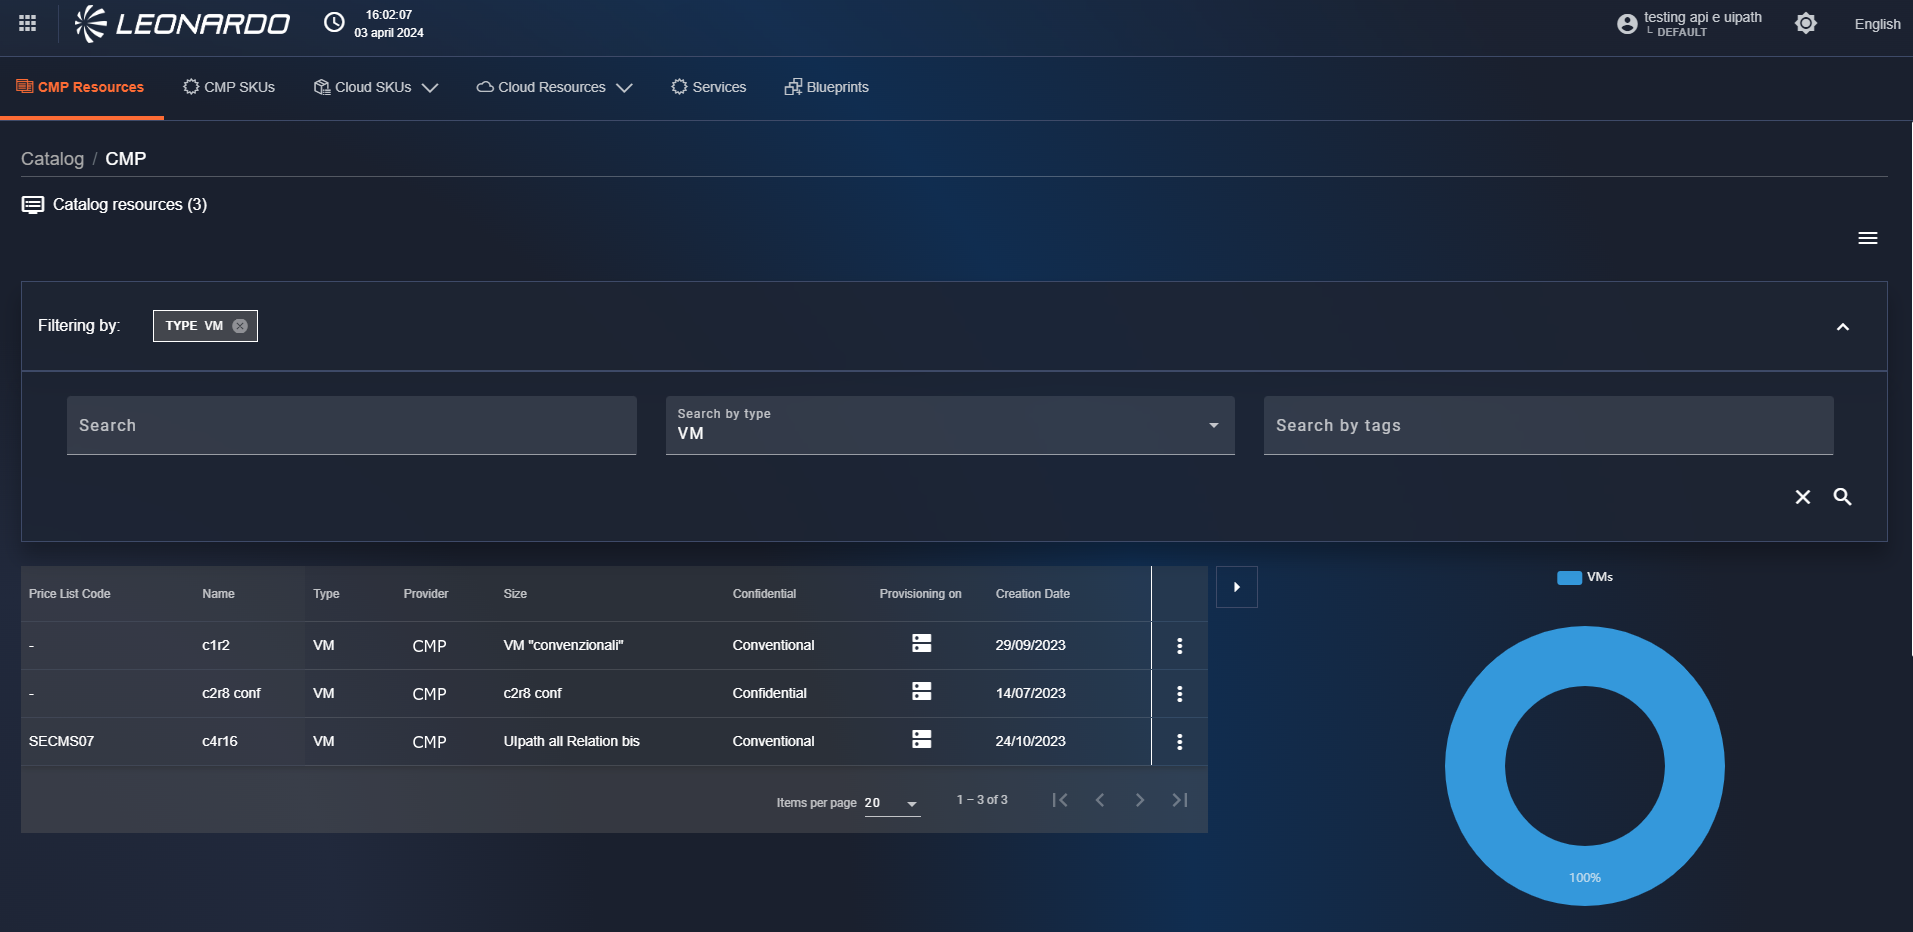 LEONARDO
16:02:07
03 april 2024
testing api e uipath
└ DEFAULT
English
CMP Resources
CMP SKUs
Cloud SKUs
Cloud Resources
Services
Blueprints
Catalog / CMP
Catalog resources (3)
Filtering by:
TYPE VM
Search
Search by type
VM
Search by tags
Price List Code Name Type Provider Size Confidential Provisioning on Creation Date
- c1r2 VM CMP VM "convenzionali" Conventional 29/09/2023
- c2r8 conf VM CMP c2r8 conf Confidential 14/07/2023
SECMS07 c4r16 VM CMP UIpath all Relation bis Conventional 24/10/2023
Items per page 20 1 – 3 of 3
VMs
100%